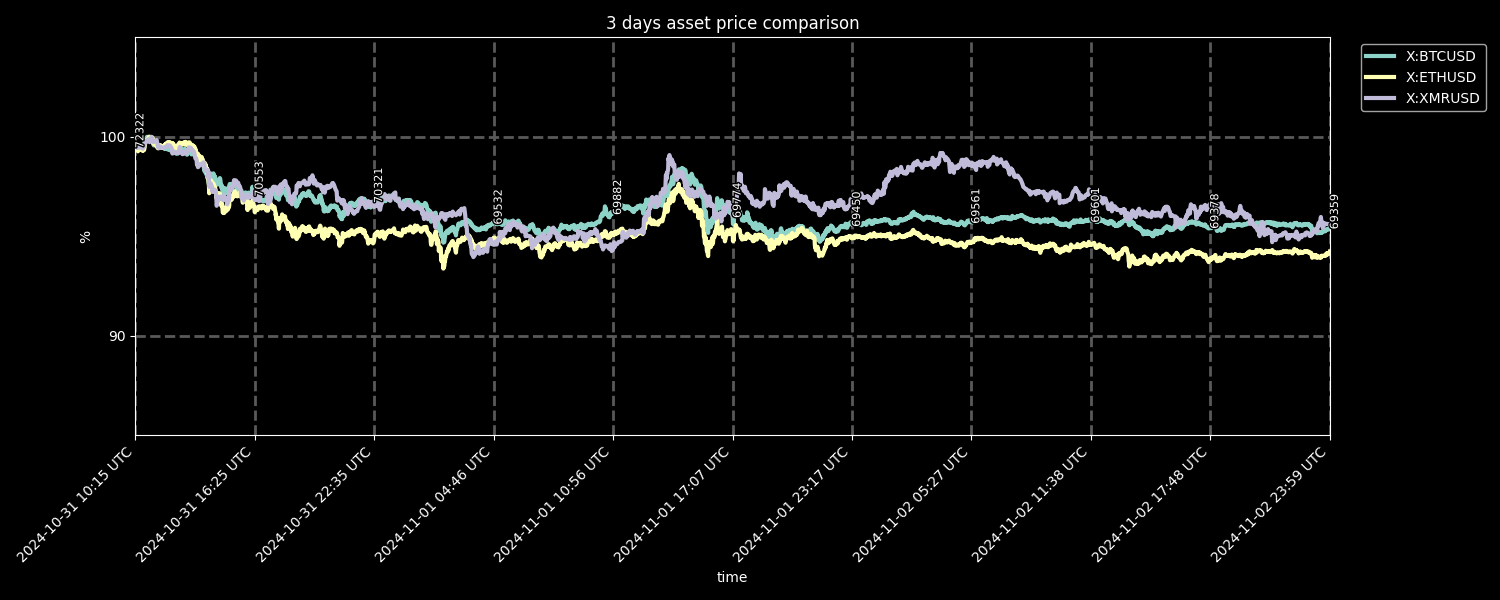 3 days asset price comparison
X:BTCUSD
X:ETHUSD
X:XMRUSD
100
90
%
72322
70553
70321
69532
69882
69774
69450
69561
69601
69378
69359
2024-10-31 10:15 UTC
2024-10-31 16:25 UTC
2024-10-31 22:35 UTC
2024-11-01 04:46 UTC
2024-11-01 10:56 UTC
2024-11-01 17:07 UTC
2024-11-01 23:17 UTC
2024-11-02 05:27 UTC
2024-11-02 11:38 UTC
2024-11-02 17:48 UTC
2024-11-02 23:59 UTC
time